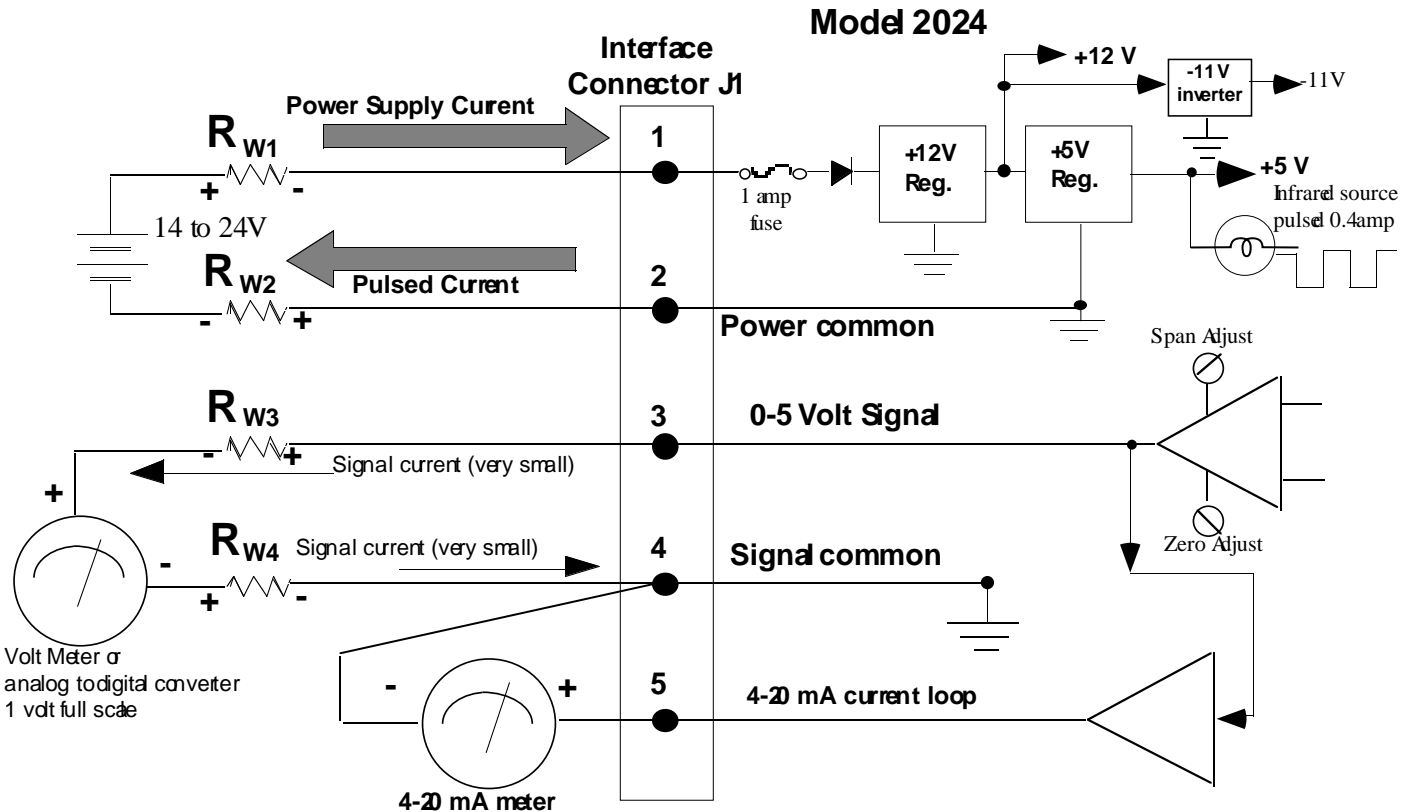 Model 2024
Interface
Connector J1
Power Supply Current
+12 V
-11V
inverter
-11V
R W1
1
+12V
Reg.
+5V
Reg.
+5 V
+
-
1 amp
fuse
Infrared source
pulsed 0.4amp
14 to 24V
R W2
Pulsed Current
2
-
+
Power common
Span Adjust
R W3
3
0-5 Volt Signal
-
+
Signal current (very small)
+
R W4
Signal current (very small)
4
Signal common
Zero Adjust
-
+
-
Volt Meter or
analog to digital converter
1 volt full scale
-
+
5
4-20 mA current loop
4-20 mA meter